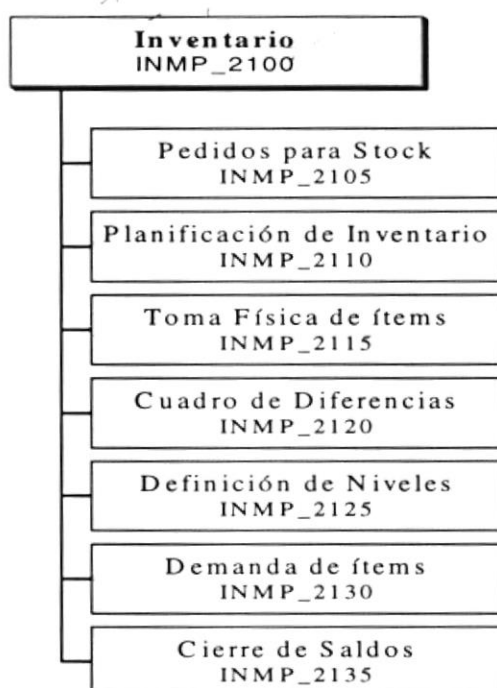 Inventario
INMP_2100
Pedidos para Stock
INMP_2105
Planificación de Inventario
INMP_2110
Toma Física de ítems
INMP_2115
Cuadro de Diferencias
INMP_2120
Definición de Niveles
INMP_2125
Demanda de ítems
INMP_2130
Cierre de Saldos
INMP_2135